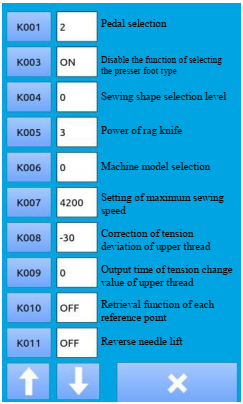 K001 2 Pedal selection
K003 ON Disable the function of selecting
the presser foot type
K004 0 Sewing shape selection level
K005 3 Power of rag knife
K006 0 Machine model selection
K007 4200 Setting of maximum sewing
speed
K008 -30 Correction of tension
deviation of upper thread
K009 0 Output time of tension change
value of upper thread
K010 OFF Retrieval function of each
reference point
K011 OFF Reverse needle lift